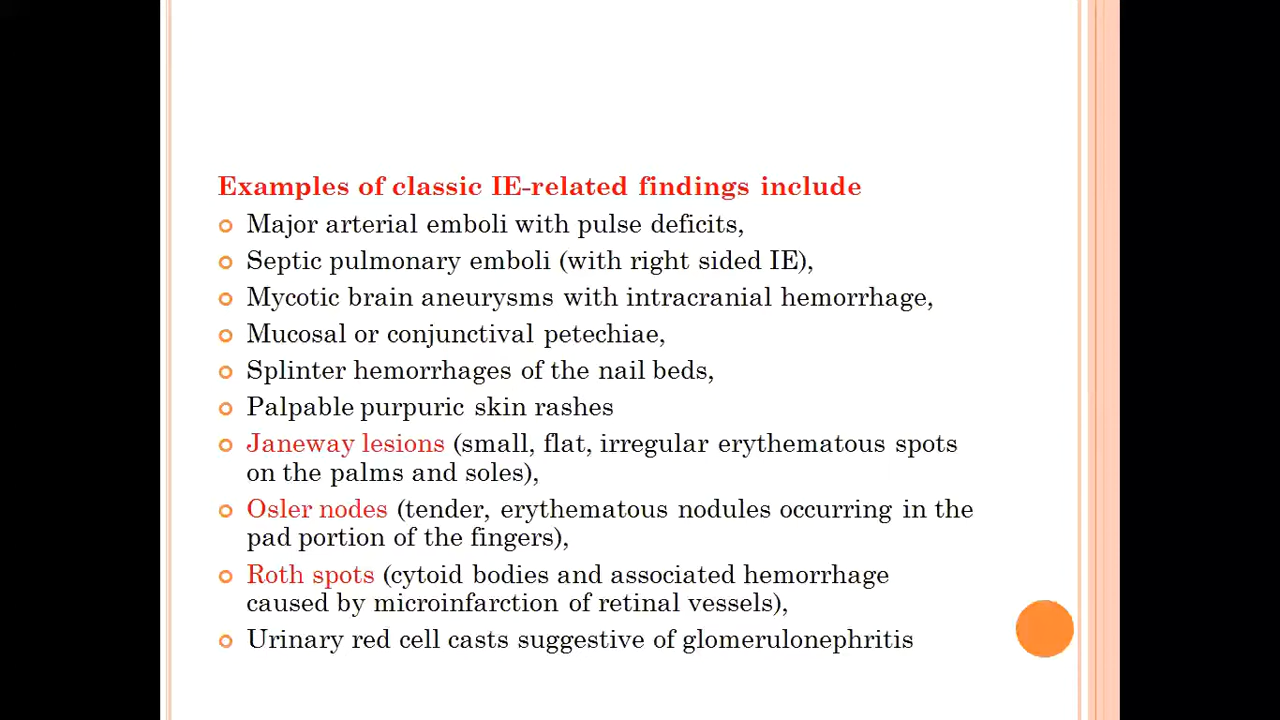 Examples of classic IE-related findings include
Major arterial emboli with pulse deficits,
Septic pulmonary emboli (with right sided IE),
Mycotic brain aneurysms with intracranial hemorrhage,
Mucosal or conjunctival petechiae,
Splinter hemorrhages of the nail beds,
Palpable purpuric skin rashes
Janeway lesions (small, flat, irregular erythematous spots
on the palms and soles),
Osler nodes (tender, erythematous nodules occurring in the
pad portion of the fingers),
Roth spots (cytoid bodies and associated hemorrhage
caused by microinfarction of retinal vessels),
Urinary red cell casts suggestive of glomerulonephritis